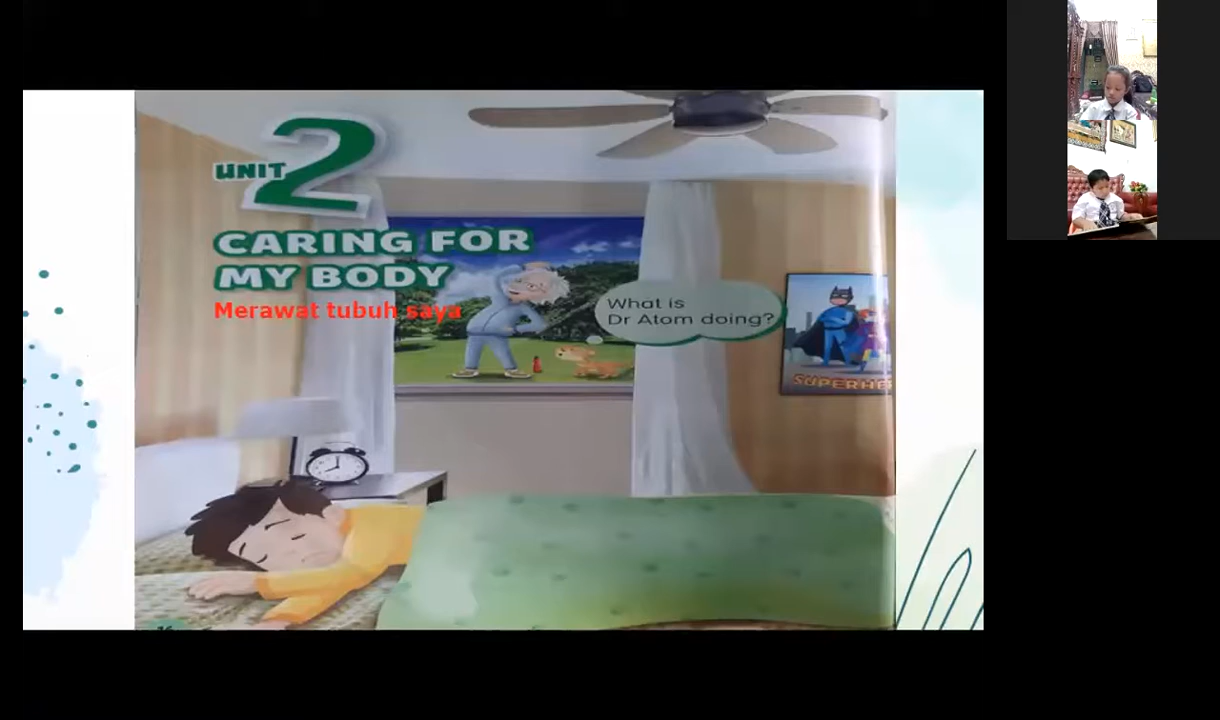 UNIT 2
CARING FOR
MY BODY
Merawat tubuh saya
What is
Dr Atom doing?